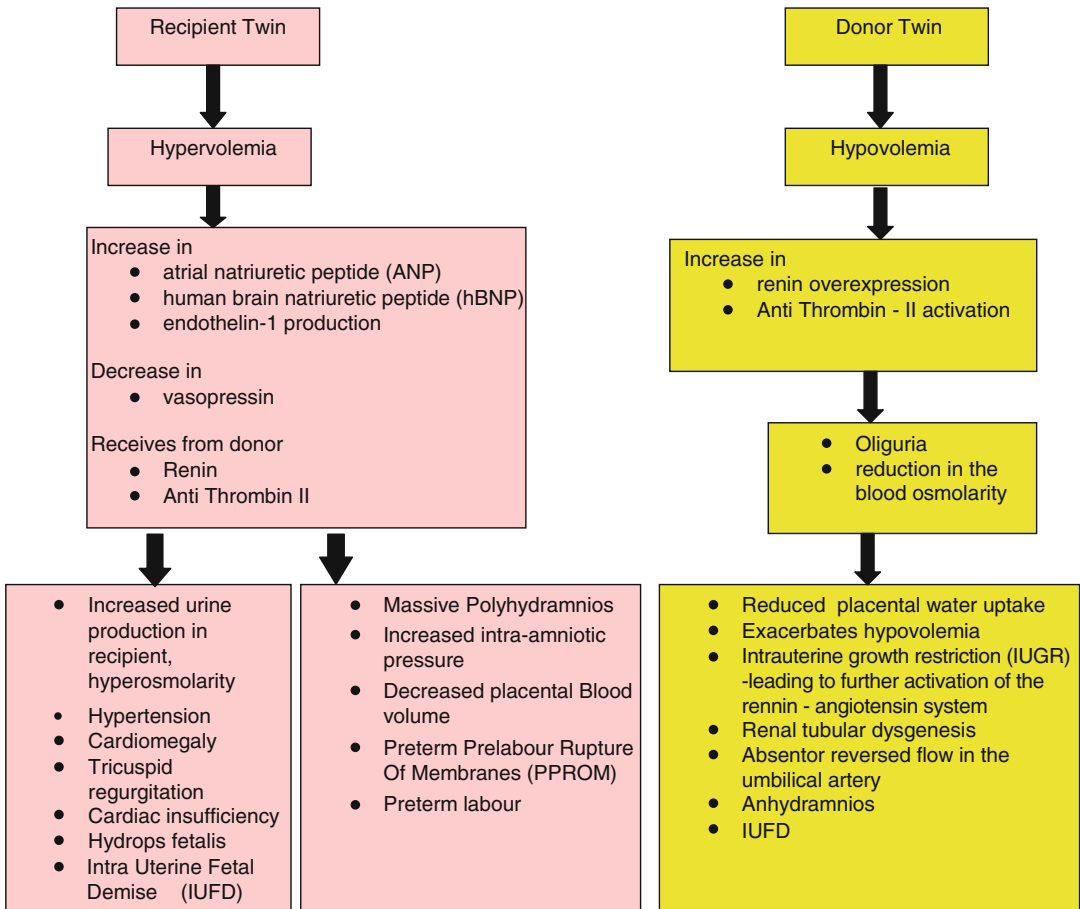 Recipient Twin
Hypervolemia
Increase in
● atrial natriuretic peptide (ANP)
● human brain natriuretic peptide (hBNP)
● endothelin-1 production
Decrease in
● vasopressin
Receives from donor
● Renin
● Anti Thrombin II
● Increased urine
production in
recipient,
hyperosmolarity
● Hypertension
● Cardiomegaly
● Tricuspid
regurgitation
● Cardiac insufficiency
● Hydrops fetalis
● Intra Uterine Fetal
Demise (IUFD)
● Massive Polyhydramnios
● Increased intra-amniotic
pressure
● Decreased placental Blood
volume
● Preterm Prelabour Rupture
Of Membranes (PPROM)
● Preterm labour
Donor Twin
Hypovolemia
Increase in
● renin overexpression
● Anti Thrombin - II activation
● Oliguria
● reduction in the
blood osmolarity
● Reduced placental water uptake
● Exacerbates hypovolemia
● Intrauterine growth restriction (IUGR)
-leading to further activation of the
rennin - angiotensin system
● Renal tubular dysgenesis
● Absentor reversed flow in the
umbilical artery
● Anhydramnios
● IUFD